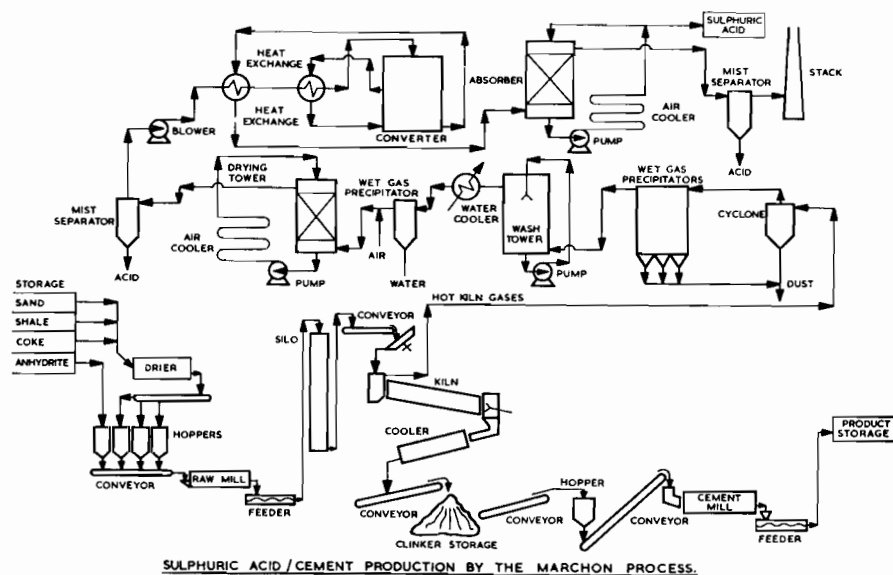 HEAT
EXCHANGE
HEAT
EXCHANGE
BLOWER
CONVERTER
ABSORBER
SULPHURIC
ACID
PUMP
AIR
COOLER
MIST
SEPARATOR
STACK
ACID
MIST
SEPARATOR
ACID
DRYING
TOWER
AIR
COOLER
PUMP
WET GAS
PRECIPITATOR
AIR
WATER
WATER
COOLER
WASH
TOWER
PUMP
WET GAS
PRECIPITATORS
CYCLONE
DUST
HOT KILN GASES
STORAGE
SAND
SHALE
COKE
ANHYDRITE
DRIER
HOPPERS
CONVEYOR
RAW MILL
FEEDER
SILO
CONVEYOR
KILN
COOLER
CONVEYOR
CLINKER STORAGE
CONVEYOR
HOPPER
CONVEYOR
CEMENT
MILL
FEEDER
PRODUCT
STORAGE
SULPHURIC ACID / CEMENT PRODUCTION BY THE MARCHON PROCESS.